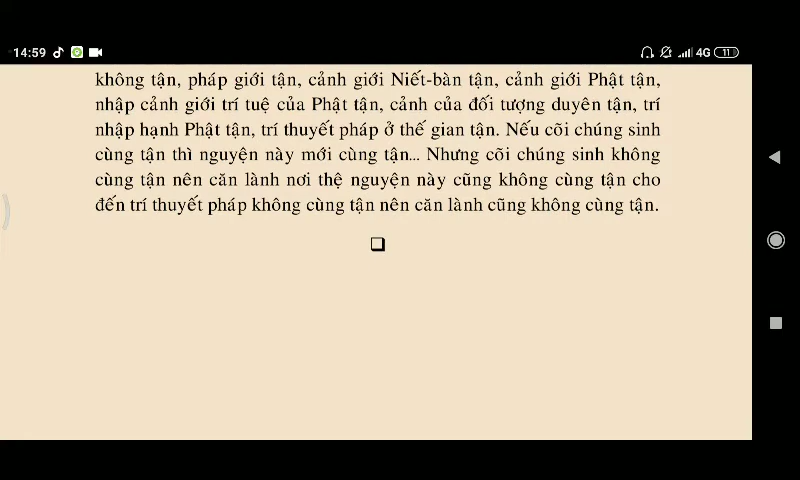 14:59
4G 11
không tận, pháp giới tận, cảnh giới Niết-bàn tận, cảnh giới Phật tận,
nhập cảnh giới trí tuệ của Phật tận, cảnh của đối tượng duyên tận, trí
nhập hạnh Phật tận, trí thuyết pháp ở thế gian tận. Nếu cõi chúng sinh
cùng tận thì nguyện này mới cùng tận... Nhưng cõi chúng sinh không
cùng tận nên căn lành nơi thệ nguyện này cũng không cùng tận cho
đến trí thuyết pháp không cùng tận nên căn lành cũng không cùng tận.